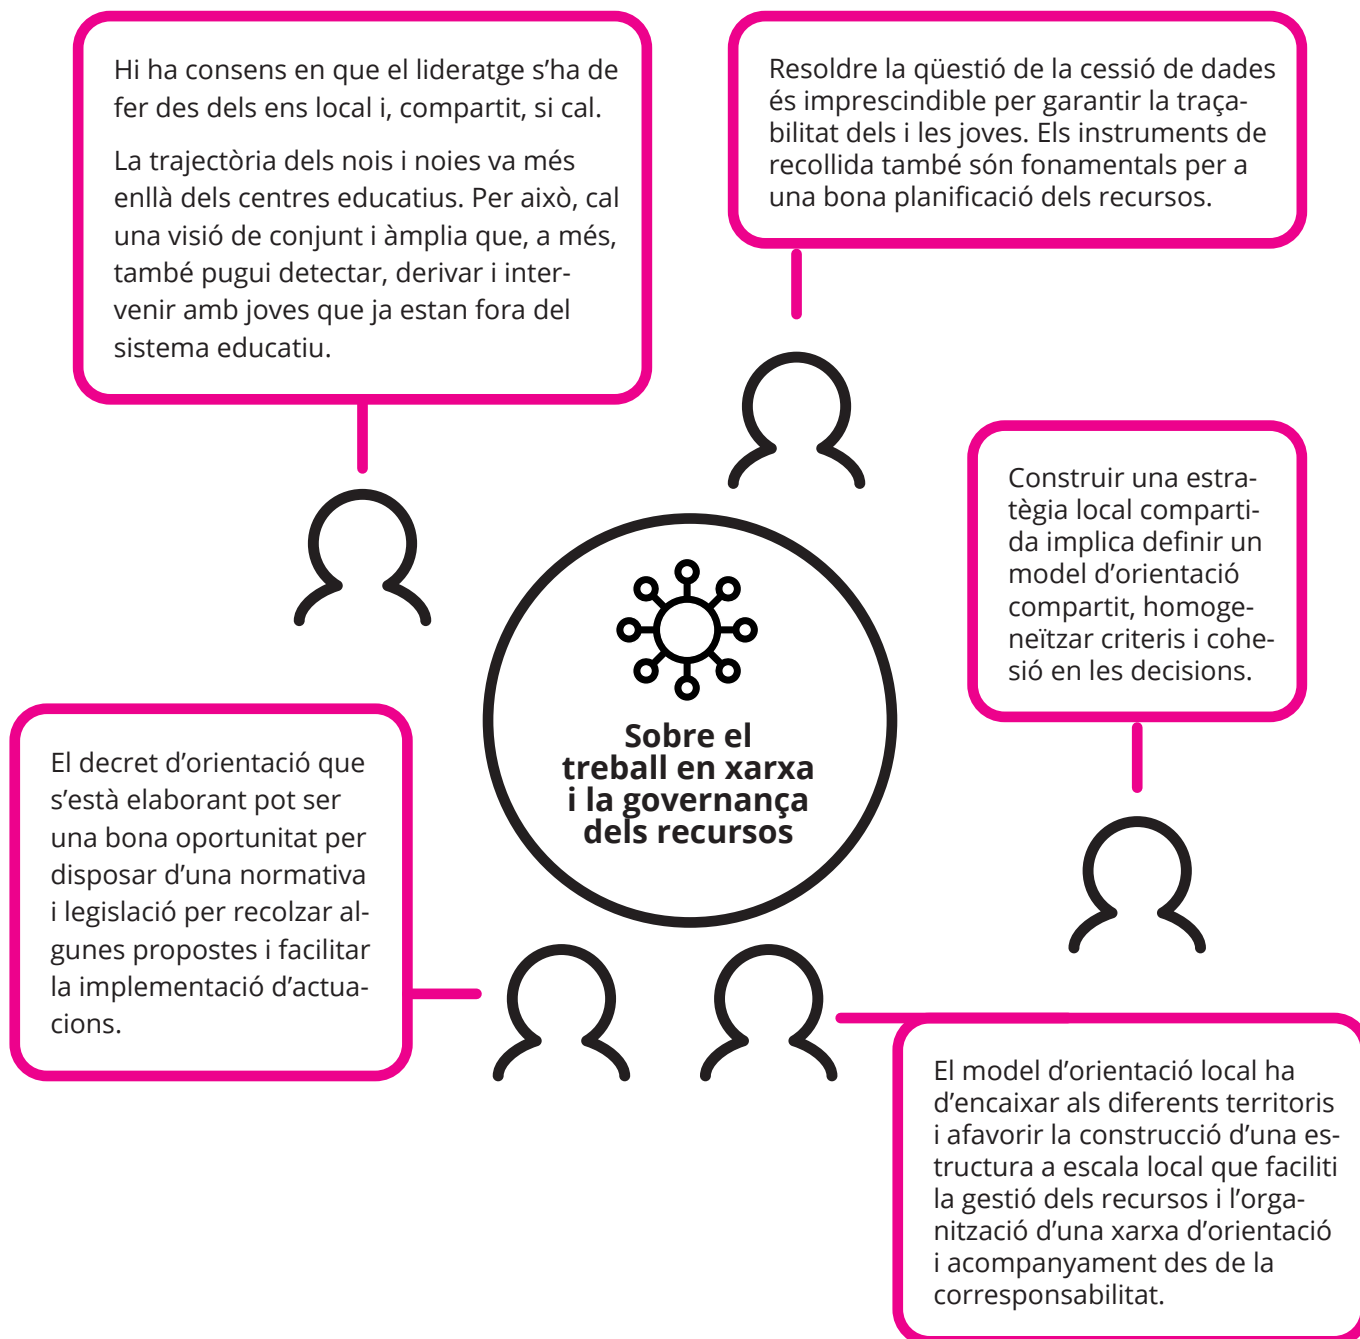 Hi ha consens en que el lideratge s’ha de
fer des dels ens local i, compartit, si cal.
La trajectòria dels nois i noies va més
enllà dels centres educatius. Per això, cal
una visió de conjunt i àmplia que, a més,
també pugui detectar, derivar i inter-
venir amb joves que ja estan fora del
sistema educatiu.
Resoldre la qüestió de la cessió de dades
és imprescindible per garantir la traça-
bilitat dels i les joves. Els instruments de
recollida també són fonamentals per a
una bona planificació dels recursos.
Construir una estra-
tègia local comparti-
da implica definir un
model d’orientació
compartit, homoge-
neïtzar criteris i cohe-
sió en les decisions.
Sobre el
treball en xarxa
i la governança
dels recursos
El decret d’orientació que
s’està elaborant pot ser
una bona oportunitat per
disposar d’una normativa
i legislació per recolzar al-
gunes propostes i facilitar
la implementació d’actua-
cions.
El model d’orientació local ha
d’encaixar als diferents territoris
i afavorir la construcció d’una es-
tructura a escala local que faciliti
la gestió dels recursos i l’orga-
nització d’una xarxa d’orientació
i acompanyament des de la
corresponsabilitat.